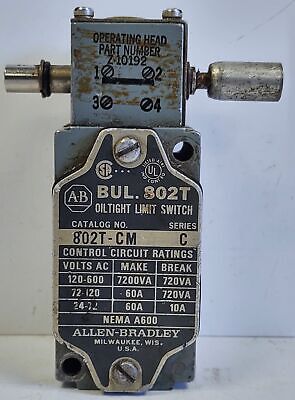 OPERATING HEAD
PART NUMBER
Z-10192
1 2
3 4
SA
UL
A-B
BUL. 802T
OILTIGHT LIMIT SWITCH
CATALOG NO. SERIES
802T-CM C
CONTROL CIRCUIT RATINGS
VOLTS AC MAKE BREAK
120-600 7200VA 720VA
72-120 60A 720VA
24-72 60A 10A
NEMA A600
ALLEN-BRADLEY
MILWAUKEE, WIS.
U.S.A.